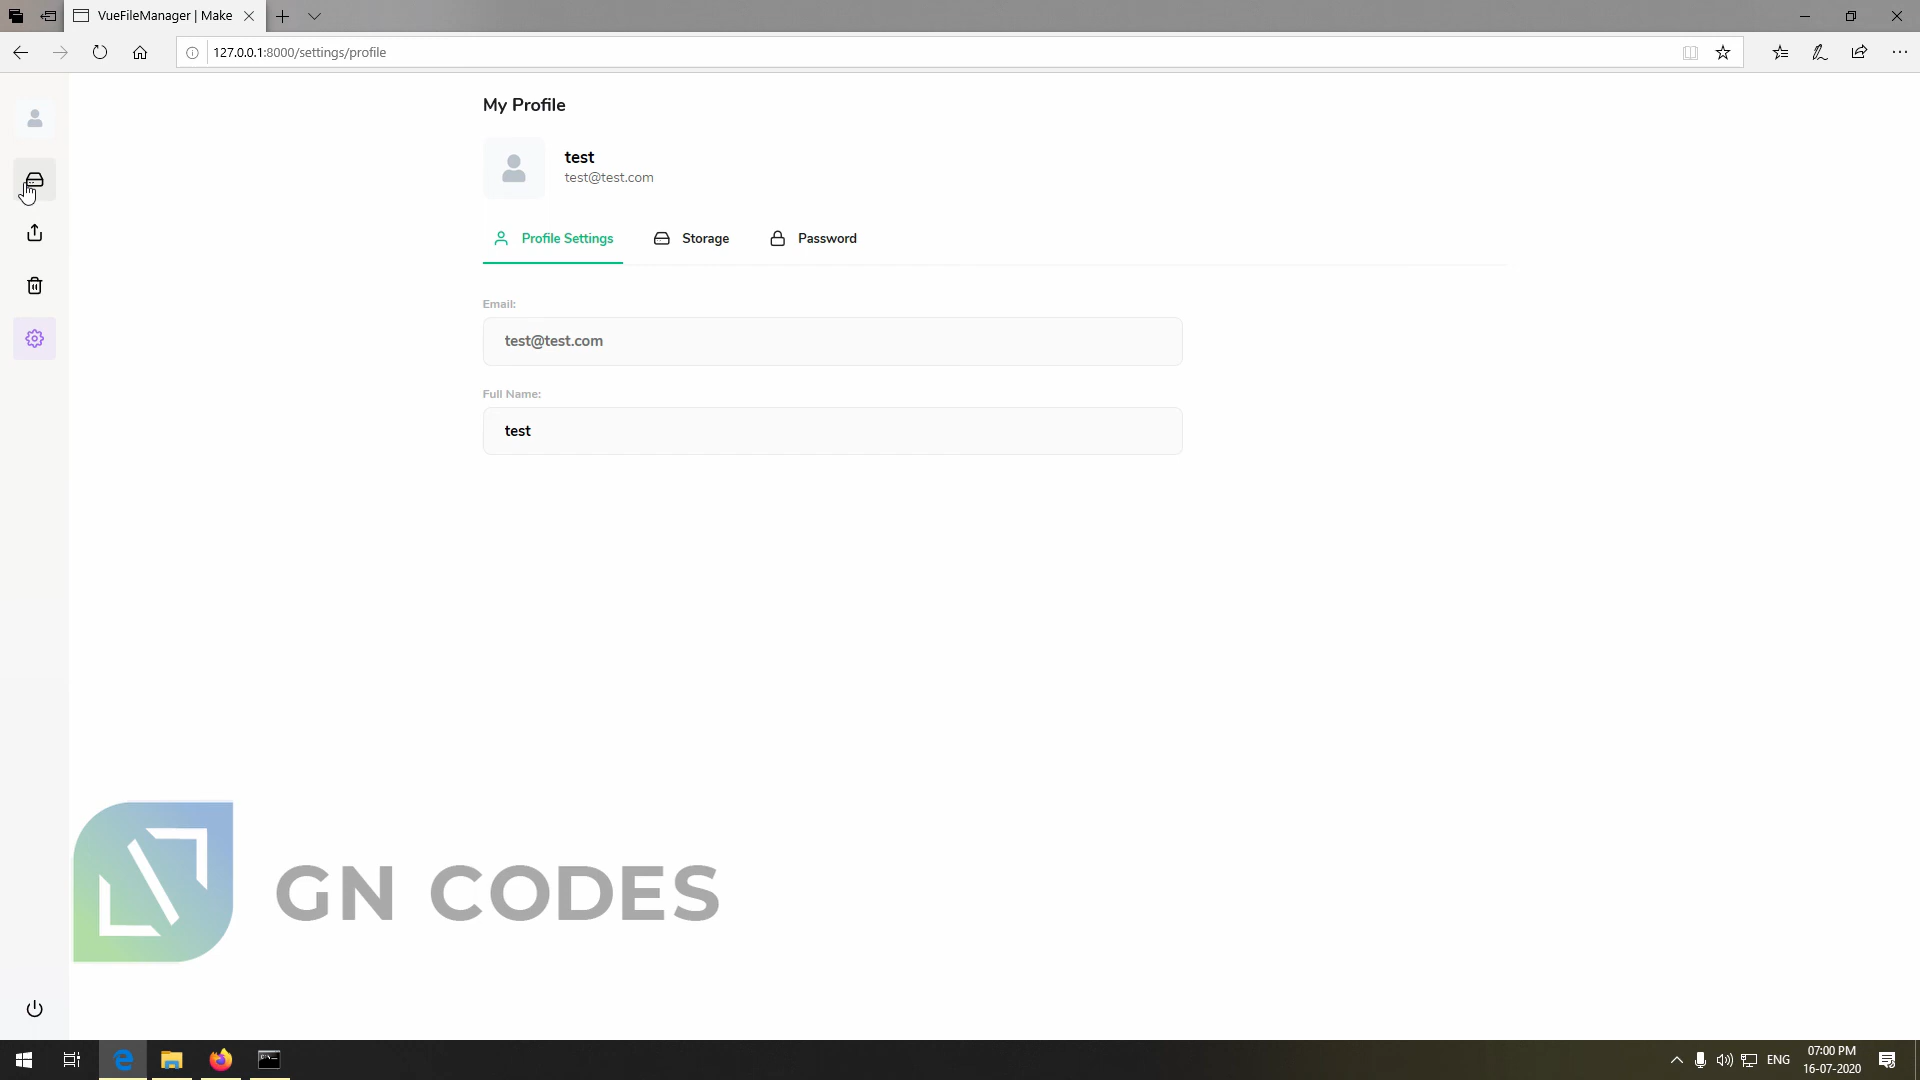 VueFileManager | Make
127.0.0.1:8000/settings/profile
My Profile
test
test@test.com
Profile Settings
Storage
Password
Email:
test@test.com
Full Name:
test
GN CODES
ENG
07:00 PM
16-07-2020